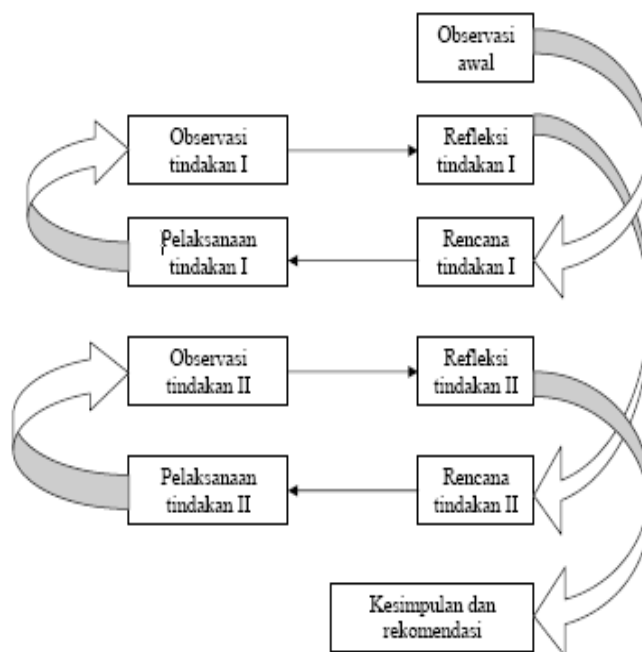 Observasi
awal
Observasi
tindakan I
Refleksi
tindakan I
Pelaksanaan
tindakan I
Rencana
tindakan I
Observasi
tindakan II
Refleksi
tindakan II
Pelaksanaan
tindakan II
Rencana
tindakan II
Kesimpulan dan
rekomendasi